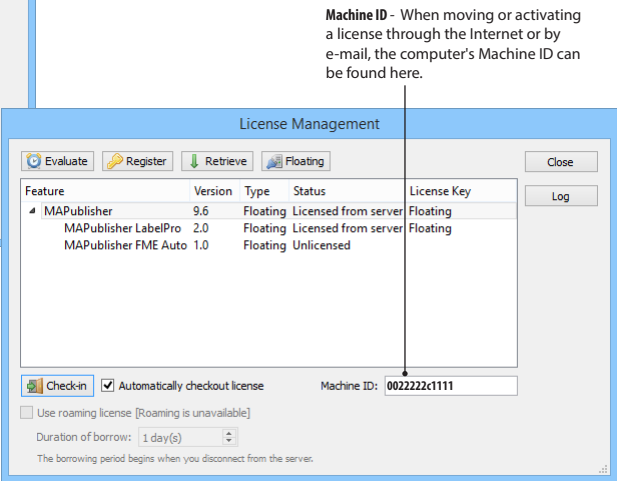 Machine ID - When moving or activating
a license through the Internet or by
e-mail, the computer's Machine ID can
be found here.
License Management
Evaluate Register Retrieve Floating Close
Feature Version Type Status License Key Log
MAPublisher 9.6 Floating Licensed from server Floating
MAPublisher LabelPro 2.0 Floating Licensed from server Floating
MAPublisher FME Auto 1.0 Floating Unlicensed
Check-in Automatically checkout license Machine ID: 0022222c1111
Use roaming license [Roaming is unavailable]
Duration of borrow: 1 day(s)
The borrowing period begins when you disconnect from the server.